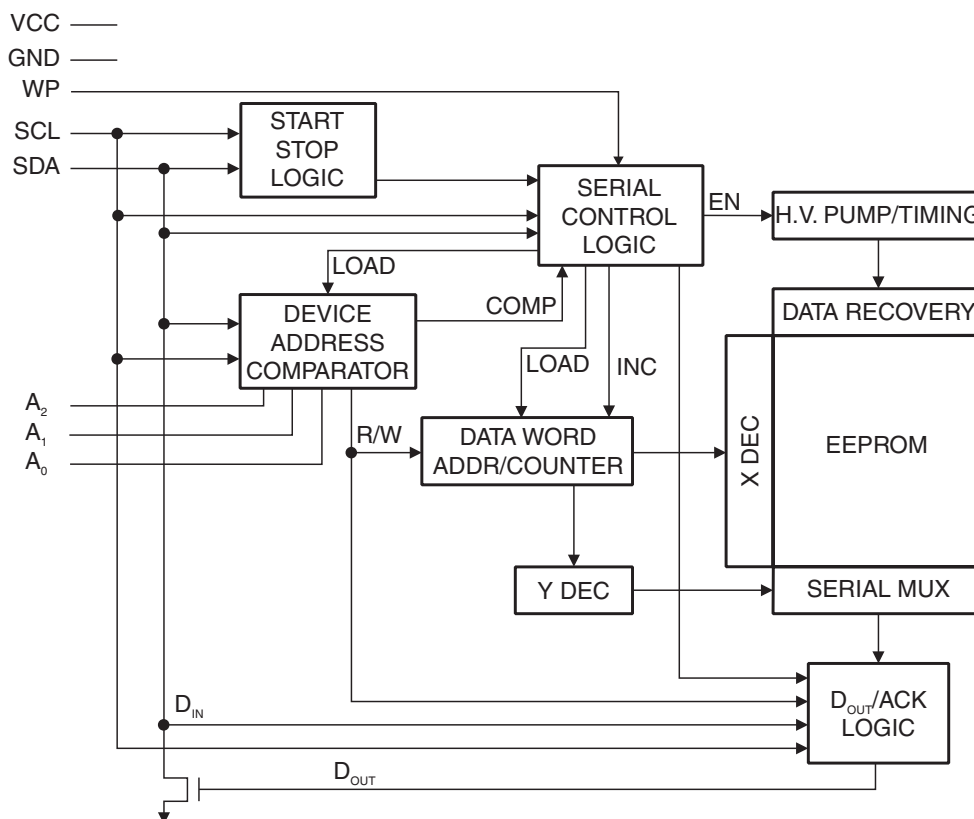 VCC
GND
WP
SCL
SDA
START
STOP
LOGIC
SERIAL
CONTROL
LOGIC
EN
H.V. PUMP/TIMING
LOAD
COMP
DEVICE
ADDRESS
COMPARATOR
DATA RECOVERY
LOAD
INC
A2
A1
A0
R/W
DATA WORD
ADDR/COUNTER
X DEC
EEPROM
Y DEC
SERIAL MUX
DIN
DOUT/ACK
LOGIC
DOUT